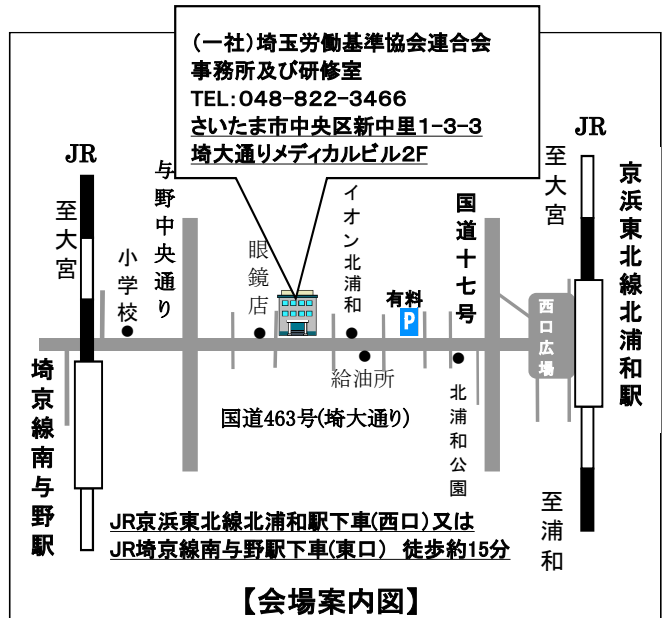 (一社)埼玉労働基準協会連合会
事務所及び研修室
TEL:048-822-3466
さいたま市中央区新中里1-3-3
埼大通りメディカルビル2F
JR
至大宮
小学校
与野中央通り
眼鏡店
イオン北浦和
有料
P
国道十七号
JR
至大宮
京浜東北線北浦和駅
西口広場
給油所
北浦和公園
国道463号(埼大通り)
埼京線南与野駅
至浦和
JR京浜東北線北浦和駅下車(西口)又は
JR埼京線南与野駅下車(東口) 徒歩約15分
【会場案内図】